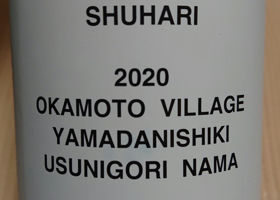 SHUHARI
2020
OKAMOTO VILLAGE
YAMADANISHIKI
USUNIGORI NAMA